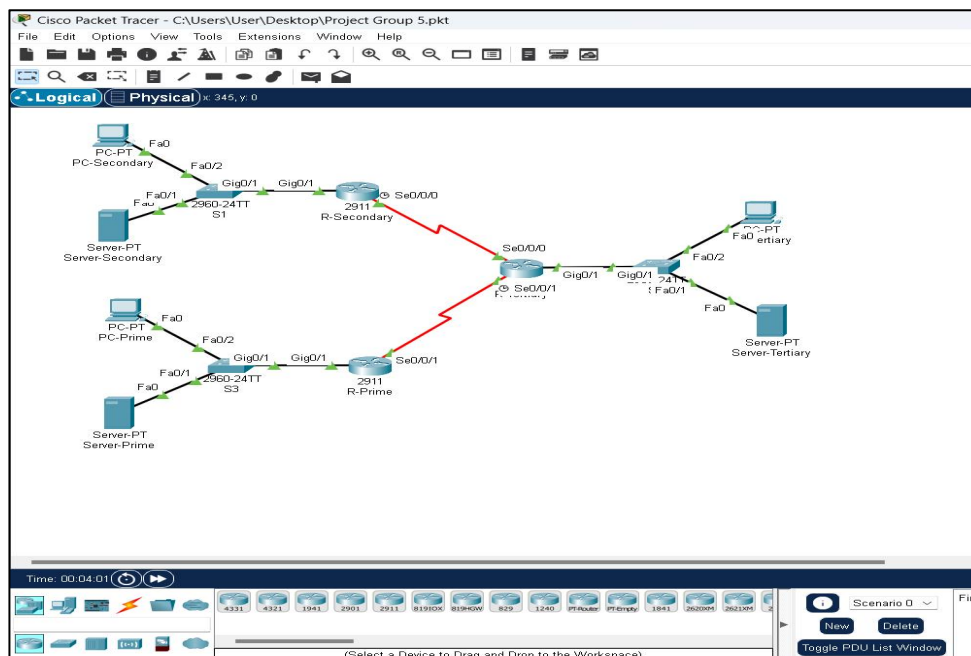 Cisco Packet Tracer - C:\Users\User\Desktop\Project Group 5.pkt
File Edit Options View Tools Extensions Window Help
Logical Physical x: 345, y: 0
Fa0
PC-PT
PC-Secondary
Fa0/2
Gig0/1 Gig0/1
Se0/0/0
Fa0/1
Fa0
2960-24TT
S1
2911
R-Secondary
Server-PT
Server-Secondary
Se0/0/0
Gig0/1 Gig0/1
Se0/0/1
PC-PT
Fa0
ertiary
Fa0/2
Fa0/1
Fa0
Server-PT
Server-Tertiary
Fa0
PC-PT
PC-Prime
Fa0/2
Gig0/1 Gig0/1
Se0/0/1
Fa0/1
Fa0
2960-24TT
S3
2911
R-Prime
Server-PT
Server-Prime
Time: 00:04:01
4331 4321 1941 2901 2911 819IOX 819HGW 829 1240 PT-Router PT-Empty 1841 2620XM 2621XM 2
Scenario 0
Fi
New Delete
Toggle PDU List Window
(Select a Device to Drag and Drop to the Workspace)